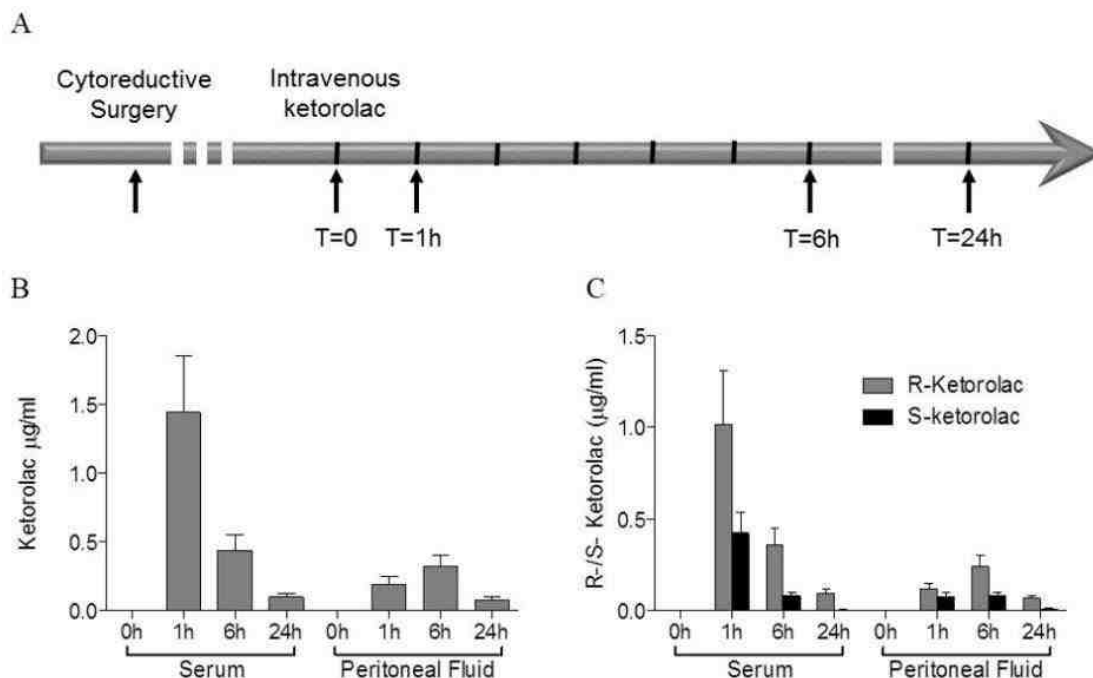 A
Cytoreductive
Surgery
Intravenous
ketorolac
T=0
T=1h
T=6h
T=24h
B
Ketorolac µg/ml
2.0
1.5
1.0
0.5
0.0
0h 1h 6h 24h 0h 1h 6h 24h
Serum
Peritoneal Fluid
C
R-/S- Ketorolac (µg/ml)
1.5
1.0
0.5
0.0
R-Ketorolac
S-ketorolac
0h 1h 6h 24h 0h 1h 6h 24h
Serum
Peritoneal Fluid